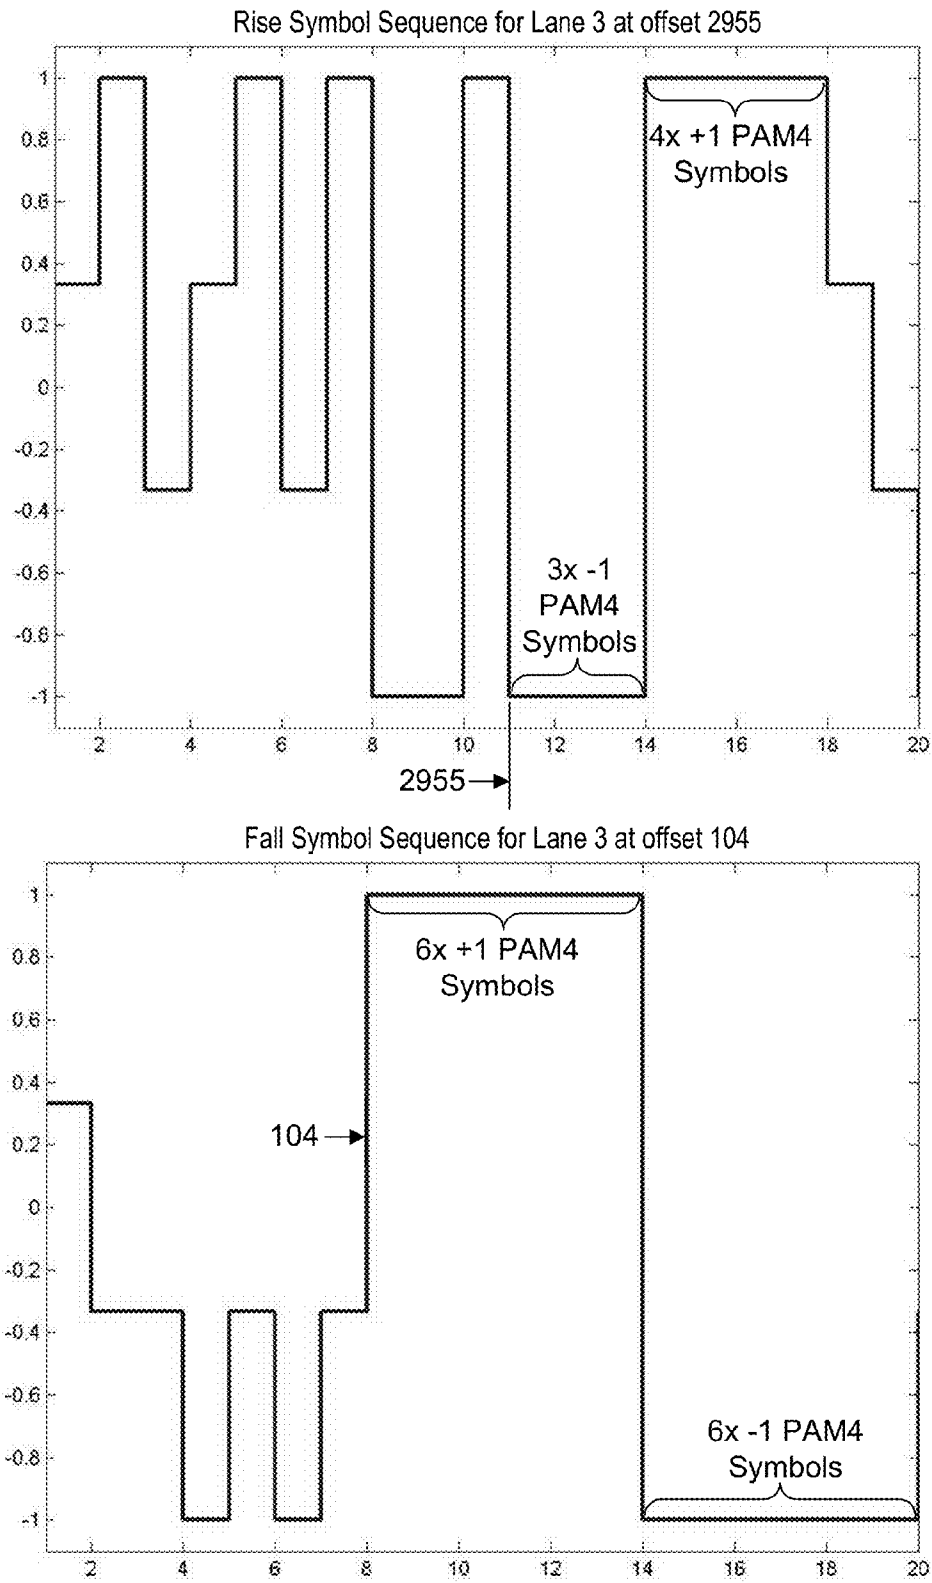 Rise Symbol Sequence for Lane 3 at offset 2955
1
0.8
0.6
0.4
0.2
0
-0.2
-0.4
-0.6
-0.8
-1
4x +1 PAM4
Symbols
3x -1
PAM4
Symbols
2 4 6 8 10 12 14 16 18 20
2955
Fall Symbol Sequence for Lane 3 at offset 104
1
0.8
0.6
0.4
0.2
0
-0.2
-0.4
-0.6
-0.8
-1
6x +1 PAM4
Symbols
104
6x -1 PAM4
Symbols
2 4 6 8 10 12 14 16 18 20